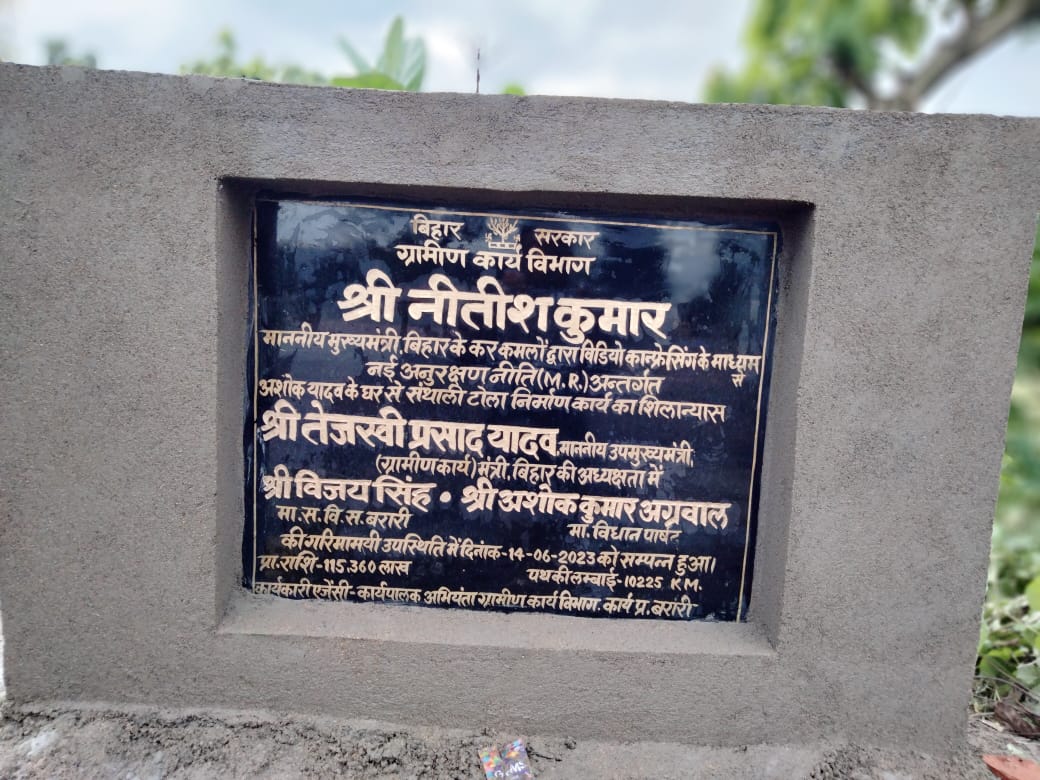 बिहार सरकार
ग्रामीण कार्य विभाग
श्री नीतीश कुमार
माननीय मुख्यमंत्री, बिहार के कर कमलों द्वारा विडियो कान्फ्रेसिंग के माध्यम से
नई अनुरक्षण नीति (M.R.) अन्तर्गत
अशोक यादव के घर से संथाली टोला निर्माण कार्य का शिलान्यास
श्री तेजस्वी प्रसाद यादव, माननीय उपमुख्यमंत्री,
(ग्रामीण कार्य) मंत्री, बिहार की अध्यक्षता में
श्री विजय सिंह • श्री अशोक कुमार अग्रवाल
मा. स. वि. स. बरारी मा. विधान पार्षद
की गरिमामयी उपस्थिति में दिनांक-14-06-2023 को सम्पन्न हुआ।
प्रा. राशि-115.360 लाख पथ की लम्बाई-10225 K.M.
कार्यकारी एजेंसी- कार्यपालक अभियंता ग्रामीण कार्य विभाग. कार्य प्र. बरारी